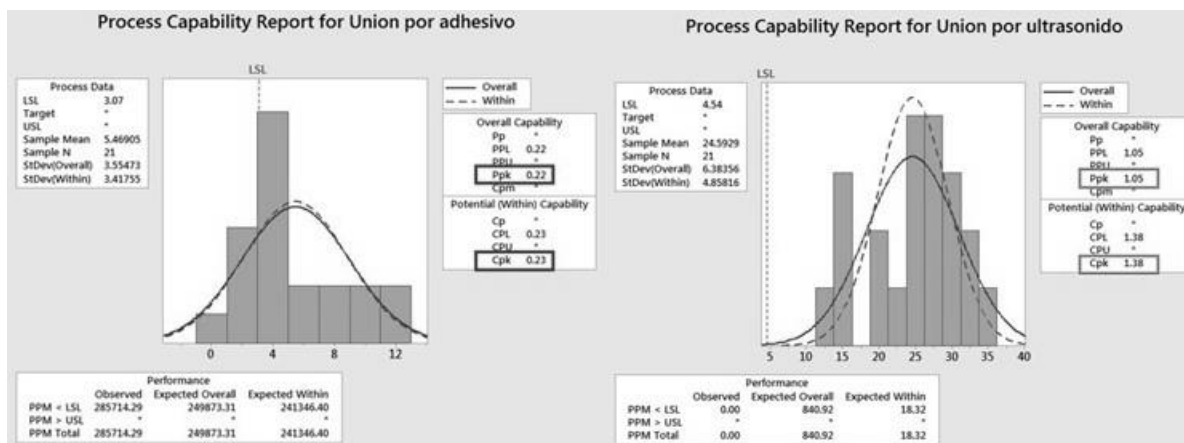 Process Capability Report for Union por adhesivo
LSL
Process Data
LSL 3.07
Target *
USL *
Sample Mean 5.46905
Sample N 21
StDev(Overall) 3.55473
StDev(Within) 3.41755
Overall
Within
Overall Capability
Pp *
PPL 0.22
PPU *
Ppk 0.22
Cpm *
Potential (Within) Capability
Cp *
CPL 0.23
CPU *
Cpk 0.23
0 4 8 12
Performance
Observed Expected Overall Expected Within
PPM < LSL 285714.29 249873.31 241346.40
PPM > USL * * *
PPM Total 285714.29 249873.31 241346.40
Process Capability Report for Union por ultrasonido
LSL
Process Data
LSL 4.54
Target *
USL *
Sample Mean 24.5929
Sample N 21
StDev(Overall) 6.38356
StDev(Within) 4.85816
Overall
Within
Overall Capability
Pp *
PPL 1.05
PPU *
Ppk 1.05
Cpm *
Potential (Within) Capability
Cp *
CPL 1.38
CPU *
Cpk 1.38
5 10 15 20 25 30 35 40
Performance
Observed Expected Overall Expected Within
PPM < LSL 0.00 840.92 18.32
PPM > USL * * *
PPM Total 0.00 840.92 18.32